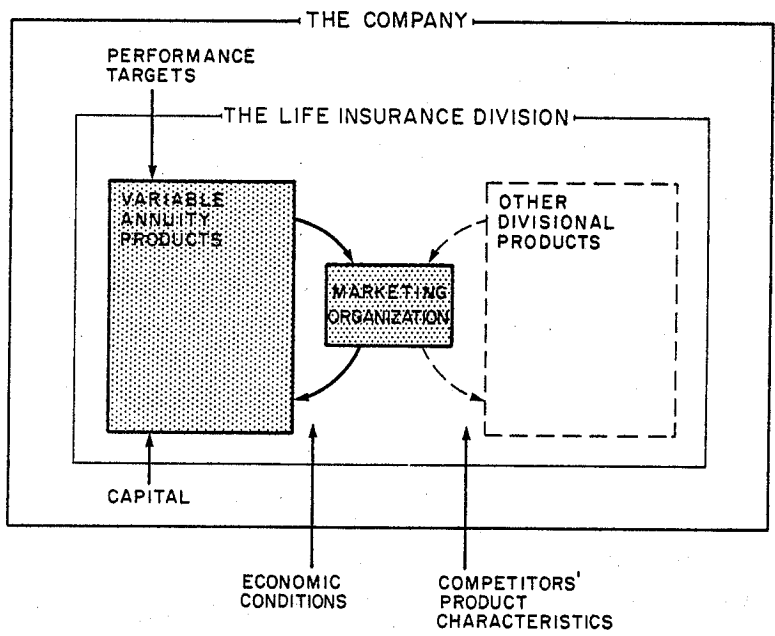 THE COMPANY
PERFORMANCE
TARGETS
THE LIFE INSURANCE DIVISION
VARIABLE
ANNUITY
PRODUCTS
OTHER
DIVISIONAL
PRODUCTS
MARKETING
ORGANIZATION
CAPITAL
ECONOMIC
CONDITIONS
COMPETITORS'
PRODUCT
CHARACTERISTICS